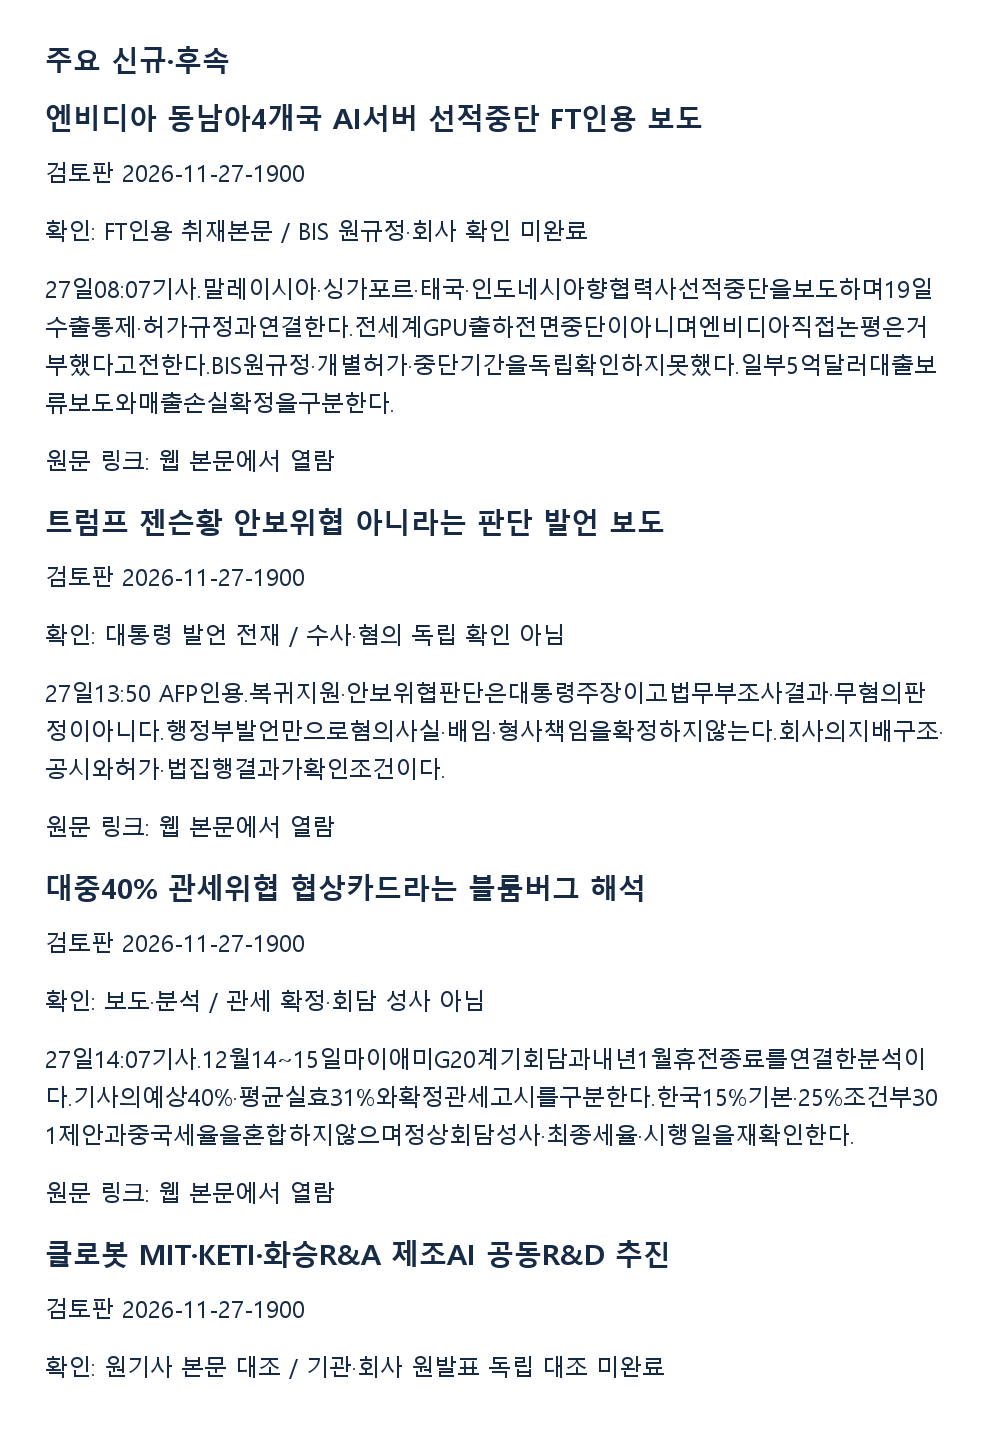 주요 신규·후속
엔비디아 동남아4개국 AI서버 선적중단 FT인용 보도
검토판 2026-11-27-1900
확인: FT인용 취재본문 / BIS 원규정·회사 확인 미완료
27일08:07기사.말레이시아·싱가포르·태국·인도네시아향협력사선적중단을보도하며19일
수출통제·허가규정과연결한다.전세계GPU출하전면중단이아니며엔비디아직접논평은거
부했다고전한다.BIS원규정·개별허가·중단기간을독립확인하지못했다.일부5억달러대출보
류보도와매출손실확정을구분한다.
원문 링크: 웹 본문에서 열람
트럼프 젠슨황 안보위협 아니라는 판단 발언 보도
검토판 2026-11-27-1900
확인: 대통령 발언 전재 / 수사·혐의 독립 확인 아님
27일13:50 AFP인용.복귀지원·안보위협판단은대통령주장이고법무부조사결과·무혐의판
정이아니다.행정부발언만으로혐의사실·배임·형사책임을확정하지않는다.회사의지배구조·
공시와허가·법집행결과가확인조건이다.
원문 링크: 웹 본문에서 열람
대중40% 관세위협 협상카드라는 블룸버그 해석
검토판 2026-11-27-1900
확인: 보도·분석 / 관세 확정·회담 성사 아님
27일14:07기사.12월14~15일마이애미G20계기회담과내년1월휴전종료를연결한분석이
다.기사의예상40%·평균실효31%와확정관세고시를구분한다.한국15%기본·25%조건부30
1제안과중국세율을혼합하지않으며정상회담성사·최종세율·시행일을재확인한다.
원문 링크: 웹 본문에서 열람
클로봇 MIT·KETI·화승R&A 제조AI 공동R&D 추진
검토판 2026-11-27-1900
확인: 원기사 본문 대조 / 기관·회사 원발표 독립 대조 미완료